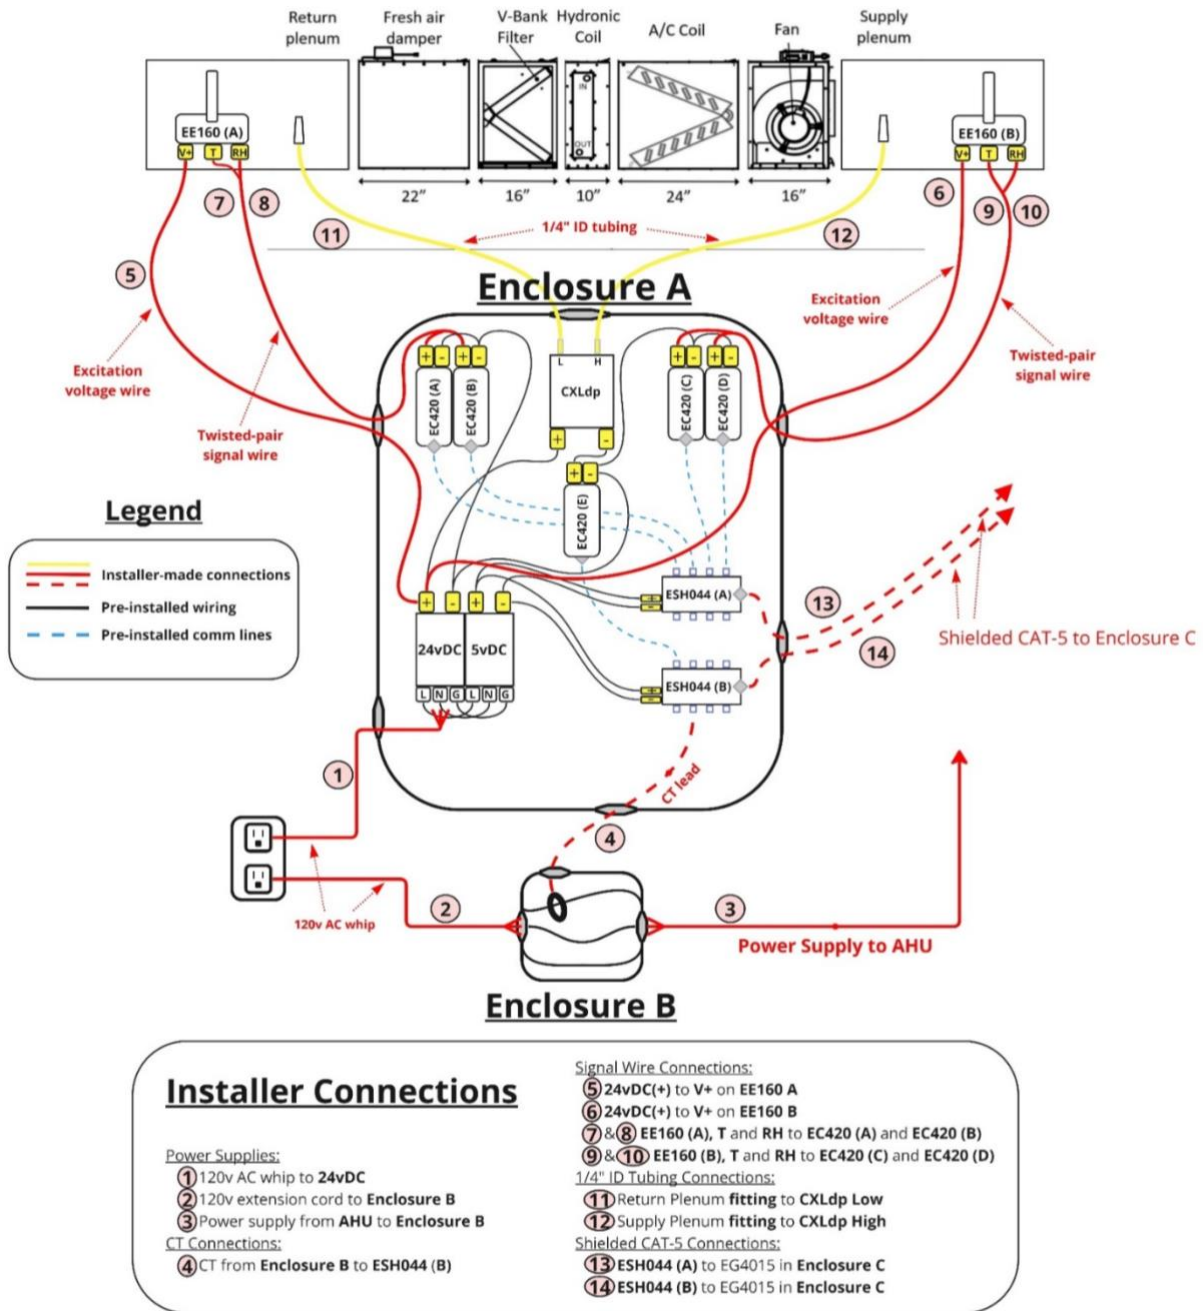 Return
plenum
Fresh air
damper
V-Bank
Filter
Hydronic
Coil
A/C Coil
Fan
Supply
plenum
IN
OUT
EE160 (A)
V+ T RH
EE160 (B)
V+ T RH
22”
16”
10”
24”
16”
7
8
6
9
10
11
1/4" ID tubing
12
5
Enclosure A
Excitation
voltage wire
Twisted-pair
signal wire
Excitation
voltage wire
Twisted-pair
signal wire
+ - + -
EC420 (A)
EC420 (B)
L H
CXLdp
+ -
+ - + -
EC420 (C)
EC420 (D)
+ -
EC420 (E)
Legend
Installer-made connections
Pre-installed wiring
Pre-installed comm lines
+ - + -
24vDC 5vDC
L N G L N G
ESH044 (A)
ESH044 (B)
13
14
Shielded CAT-5 to Enclosure C
1
CT lead
4
120v AC whip
2
3
Power Supply to AHU
Enclosure B
Installer Connections
Power Supplies:
1 120v AC whip to 24vDC
2 120v extension cord to Enclosure B
3 Power supply from AHU to Enclosure B
CT Connections:
4 CT from Enclosure B to ESH044 (B)
Signal Wire Connections:
5 24vDC(+) to V+ on EE160 A
6 24vDC(+) to V+ on EE160 B
7 & 8 EE160 (A), T and RH to EC420 (A) and EC420 (B)
9 & 10 EE160 (B), T and RH to EC420 (C) and EC420 (D)
1/4" ID Tubing Connections:
11 Return Plenum fitting to CXLdp Low
12 Supply Plenum fitting to CXLdp High
Shielded CAT-5 Connections:
13 ESH044 (A) to EG4015 in Enclosure C
14 ESH044 (B) to EG4015 in Enclosure C